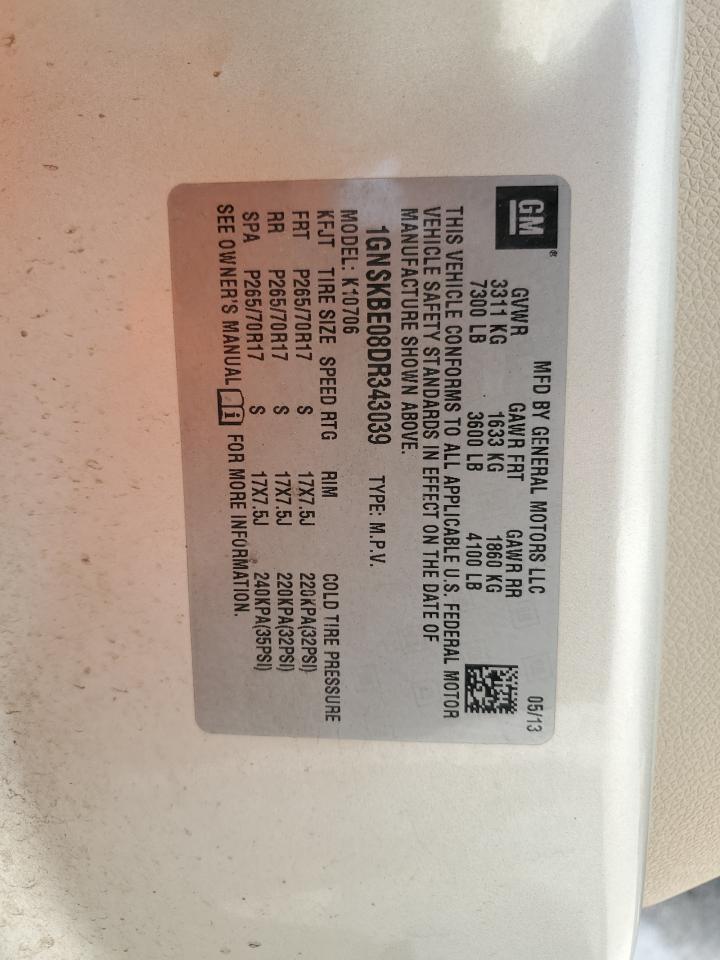 GM®
MFD BY GENERAL MOTORS LLC 05/13
GVWR GAWR FRT GAWR RR
3311 KG 1633 KG 1860 KG
7300 LB 3600 LB 4100 LB
THIS VEHICLE CONFORMS TO ALL APPLICABLE U.S. FEDERAL MOTOR
VEHICLE SAFETY STANDARDS IN EFFECT ON THE DATE OF
MANUFACTURE SHOWN ABOVE.
1GNSKBE08DR343039 TYPE: M.P.V.
MODEL: K10706
KFJT TIRE SIZE SPEED RTG RIM COLD TIRE PRESSURE
FRT P265/70R17 S 17X7.5J 220KPA(32PSI)
RR P265/70R17 S 17X7.5J 220KPA(32PSI)
SPA P265/70R17 S 17X7.5J 240KPA(35PSI)
SEE OWNER'S MANUAL i FOR MORE INFORMATION.